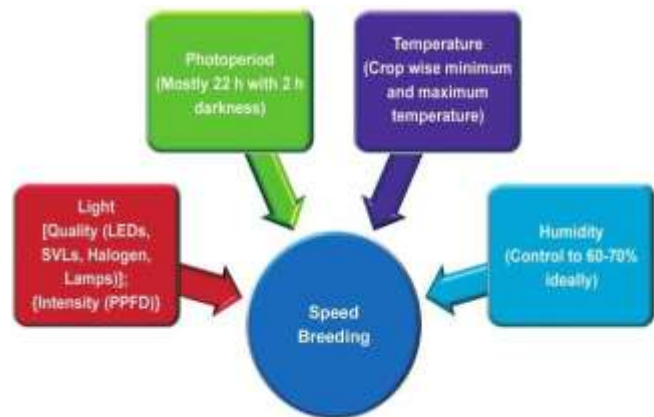 Photoperiod
(Mostly 22 h with 2 h
darkness)
Temperature
(Crop wise minimum
and maximum
temperature)
Light
[Quality (LEDs,
SVLs, Halogen,
Lamps)];
{Intensity (PPFD)}
Humidity
(Control to 60-70%
ideally)
Speed
Breeding